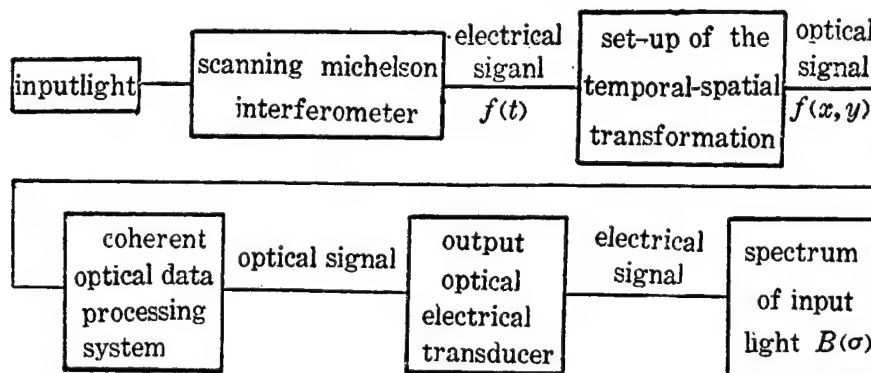 inputlight
scanning michelson
interferometer
electrical
siganl
f(t)
set-up of the
temporal-spatial
transformation
optical
signal
f(x, y)
coherent
optical data
processing
system
optical signal
output
optical
electrical
transducer
electrical
signal
spectrum
of input
light B(σ)